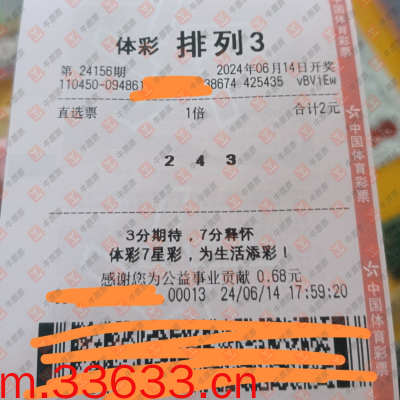 体彩 排列3
第 24156期 2024年06月14日开奖
110450-09486 38674 425435 vBViEw
直选票 1倍 合计2元
2 4 3
3分期待，7分释怀
体彩7星彩，为生活添彩！
感谢您为公益事业贡献 0.68元
00013 24/06/14 17:59:20
中国体育彩票
中国体育彩票
m.33633.cn